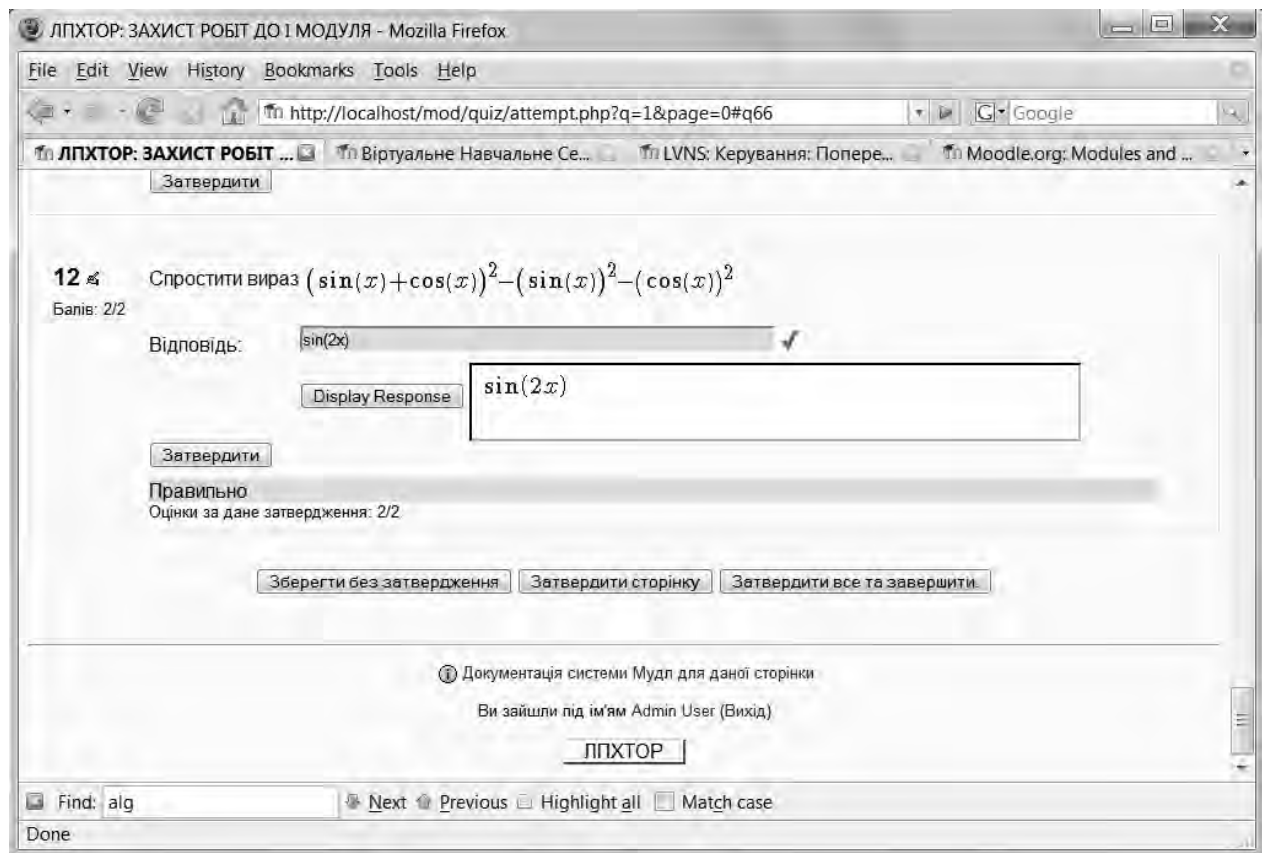 ЛПХТОР: ЗАХИСТ РОБІТ ДО 1 МОДУЛЯ - Mozilla Firefox
File Edit View History Bookmarks Tools Help
http://localhost/mod/quiz/attempt.php?q=1&page=0#q66 G Google
ЛПХТОР: ЗАХИСТ РОБІТ ... Віртуальне Навчальне Се... LVNS: Керування: Попере... Moodle.org: Modules and ...
Затвердити
12 Спростити вираз (sin(x)+cos(x))²−(sin(x))²−(cos(x))²
Балів: 2/2
Відповідь: sin(2x)
Display Response sin(2x)
Затвердити
Правильно
Оцінки за дане затвердження: 2/2
Зберегти без затвердження Затвердити сторінку Затвердити все та завершити.
Документація системи Мудл для даної сторінки
Ви зайшли під ім'ям Admin User (Вихід)
ЛПХТОР
Find: alg Next Previous Highlight all Match case
Done